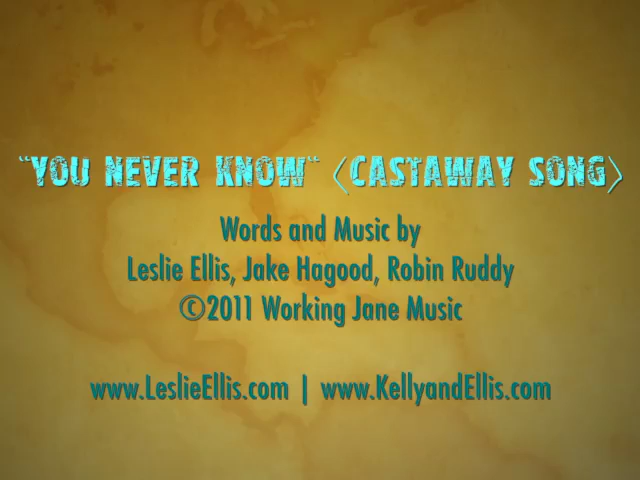 "YOU NEVER KNOW" <CASTAWAY SONG>
Words and Music by
Leslie Ellis, Jake Hagood, Robin Ruddy
©2011 Working Jane Music
www.LeslieEllis.com | www.KellyandEllis.com